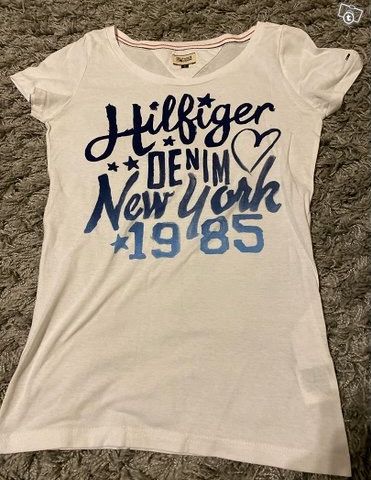 Hilfiger
DENIM
New York
1985